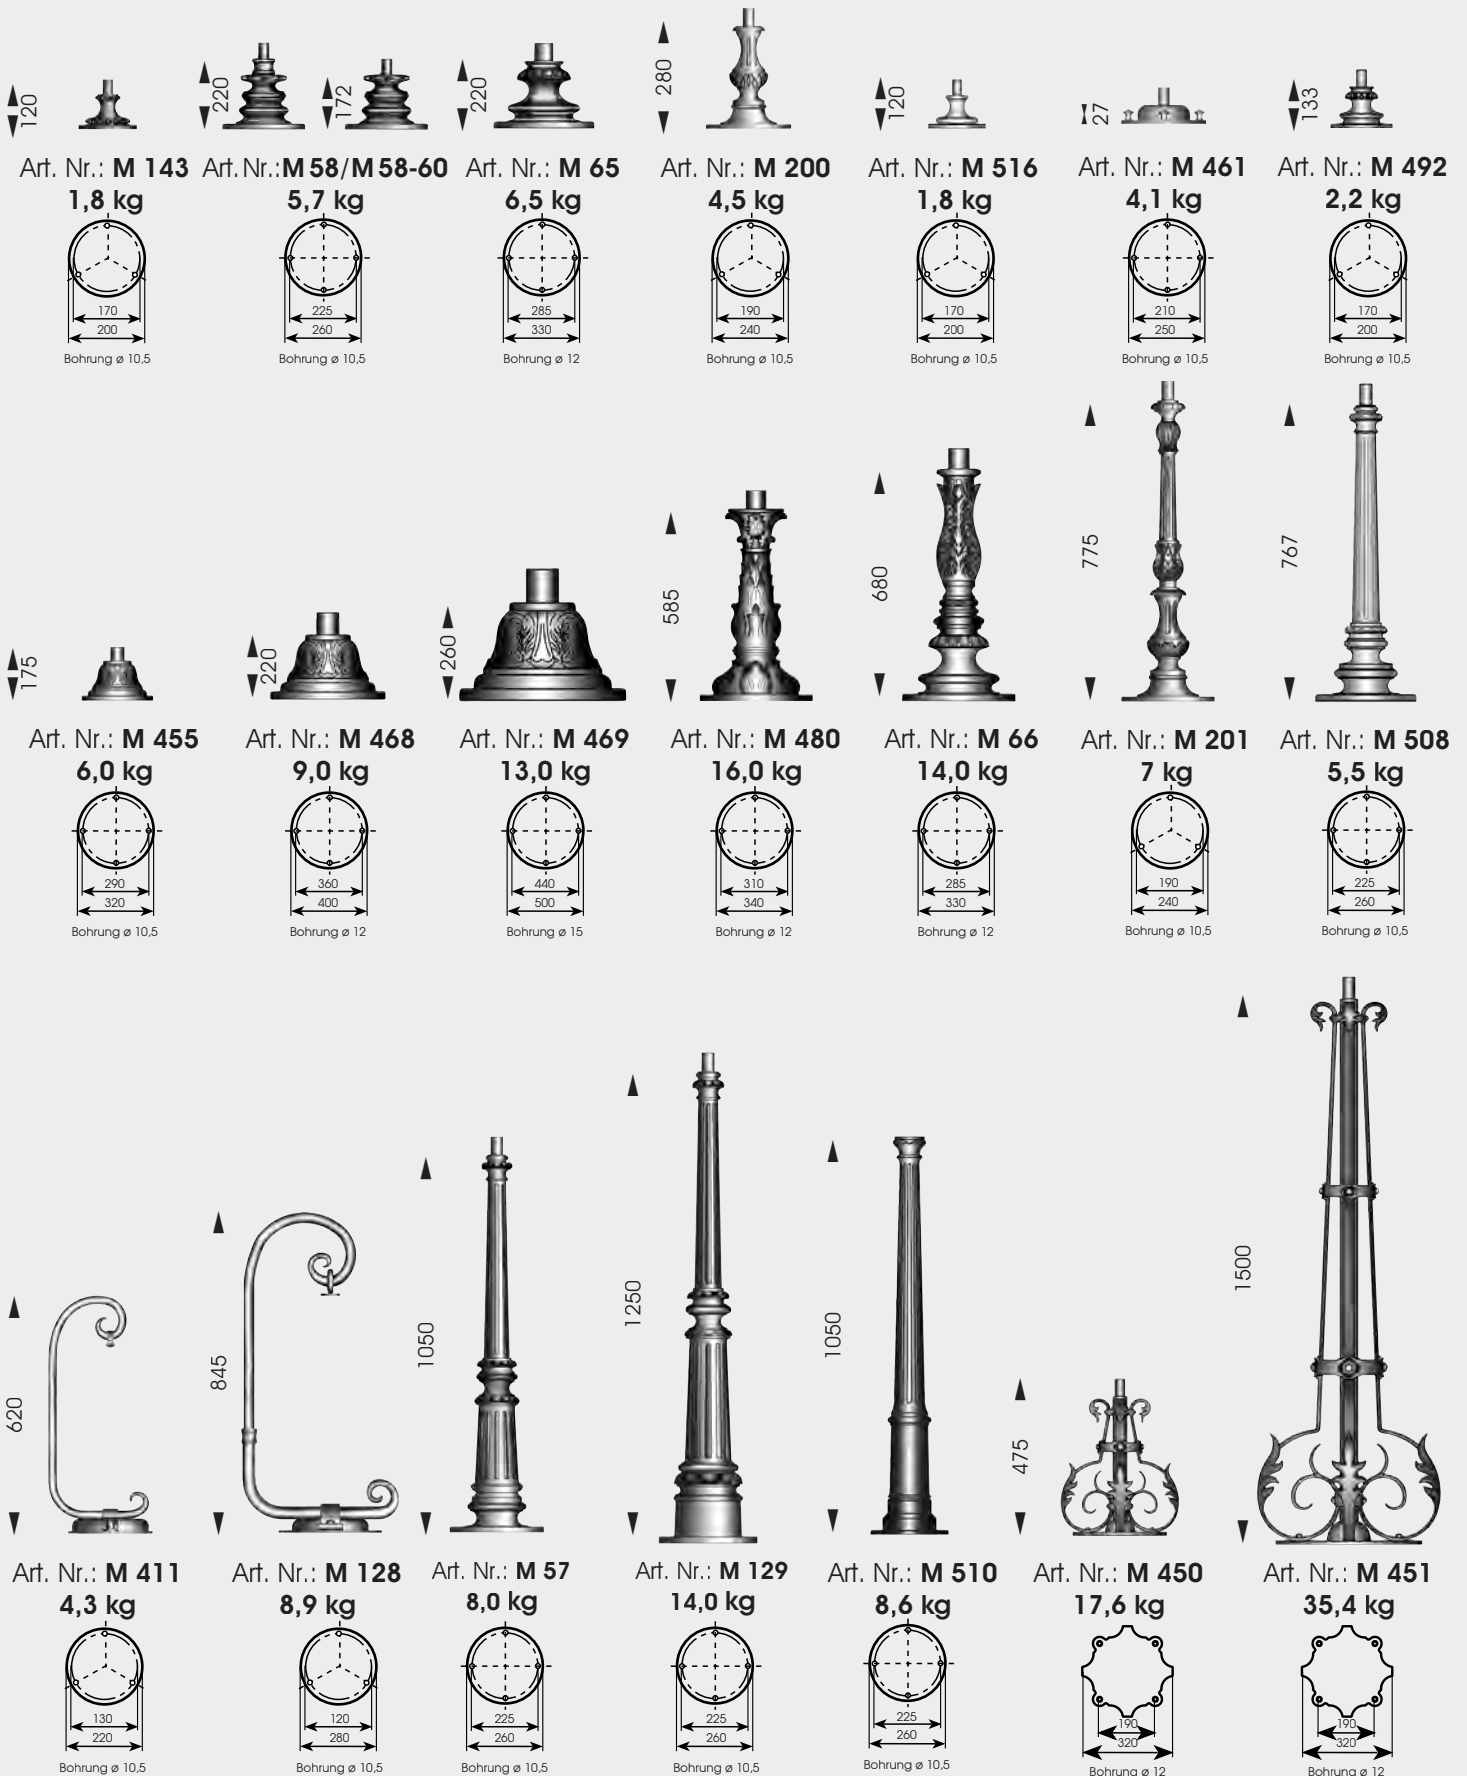 120
220
172
220
280
120
27
133
Art. Nr.: M 143
1,8 kg
170
200
Bohrung ø 10,5
Art. Nr.: M 58/M 58-60
5,7 kg
225
260
Bohrung ø 10,5
Art. Nr.: M 65
6,5 kg
285
330
Bohrung ø 12
Art. Nr.: M 200
4,5 kg
190
240
Bohrung ø 10,5
Art. Nr.: M 516
1,8 kg
170
200
Bohrung ø 10,5
Art. Nr.: M 461
4,1 kg
210
250
Bohrung ø 10,5
Art. Nr.: M 492
2,2 kg
170
200
Bohrung ø 10,5
175
220
260
585
680
775
767
Art. Nr.: M 455
6,0 kg
290
320
Bohrung ø 10,5
Art. Nr.: M 468
9,0 kg
360
400
Bohrung ø 12
Art. Nr.: M 469
13,0 kg
440
500
Bohrung ø 15
Art. Nr.: M 480
16,0 kg
310
340
Bohrung ø 12
Art. Nr.: M 66
14,0 kg
285
330
Bohrung ø 12
Art. Nr.: M 201
7 kg
190
240
Bohrung ø 10,5
Art. Nr.: M 508
5,5 kg
225
260
Bohrung ø 10,5
620
845
1050
1250
1050
475
1500
Art. Nr.: M 411
4,3 kg
130
220
Bohrung ø 10,5
Art. Nr.: M 128
8,9 kg
120
280
Bohrung ø 10,5
Art. Nr.: M 57
8,0 kg
225
260
Bohrung ø 10,5
Art. Nr.: M 129
14,0 kg
225
260
Bohrung ø 10,5
Art. Nr.: M 510
8,6 kg
225
260
Bohrung ø 10,5
Art. Nr.: M 450
17,6 kg
190
320
Bohrung ø 12
Art. Nr.: M 451
35,4 kg
190
320
Bohrung ø 12